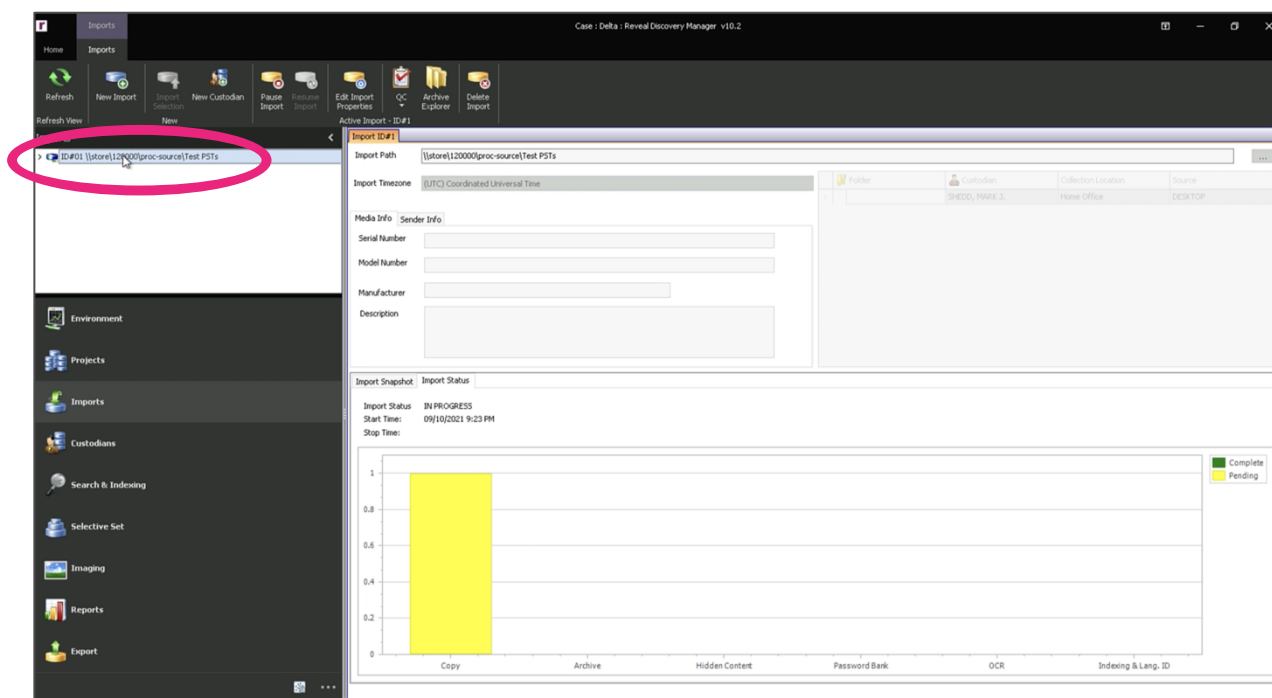 r
Imports
Case : Delta : Reveal Discovery Manager v10.2
Home
Imports
Refresh
New Import
Import Selection
New Custodian
Pause Import
Resume Import
Edit Import Properties
QC
Archive Explorer
Delete Import
Refresh View
New
Active Import - ID#1
ID#01 \\store\120000\proc-source\Test PSTs
Environment
Projects
Imports
Custodians
Search & Indexing
Selective Set
Imaging
Reports
Export
...
Import ID#1
Import Path
\\store\120000\proc-source\Test PSTs
...
Import Timezone
(UTC) Coordinated Universal Time
Folder
Custodian
Collection Location
Source
SHEDD, MARK J.
Home Office
DESKTOP
Media Info
Sender Info
Serial Number
Model Number
Manufacturer
Description
Import Snapshot
Import Status
Import Status
IN PROGRESS
Start Time:
09/10/2021 9:23 PM
Stop Time:
1
0.8
0.6
0.4
0.2
0
Copy
Archive
Hidden Content
Password Bank
OCR
Indexing & Lang. ID
Complete
Pending